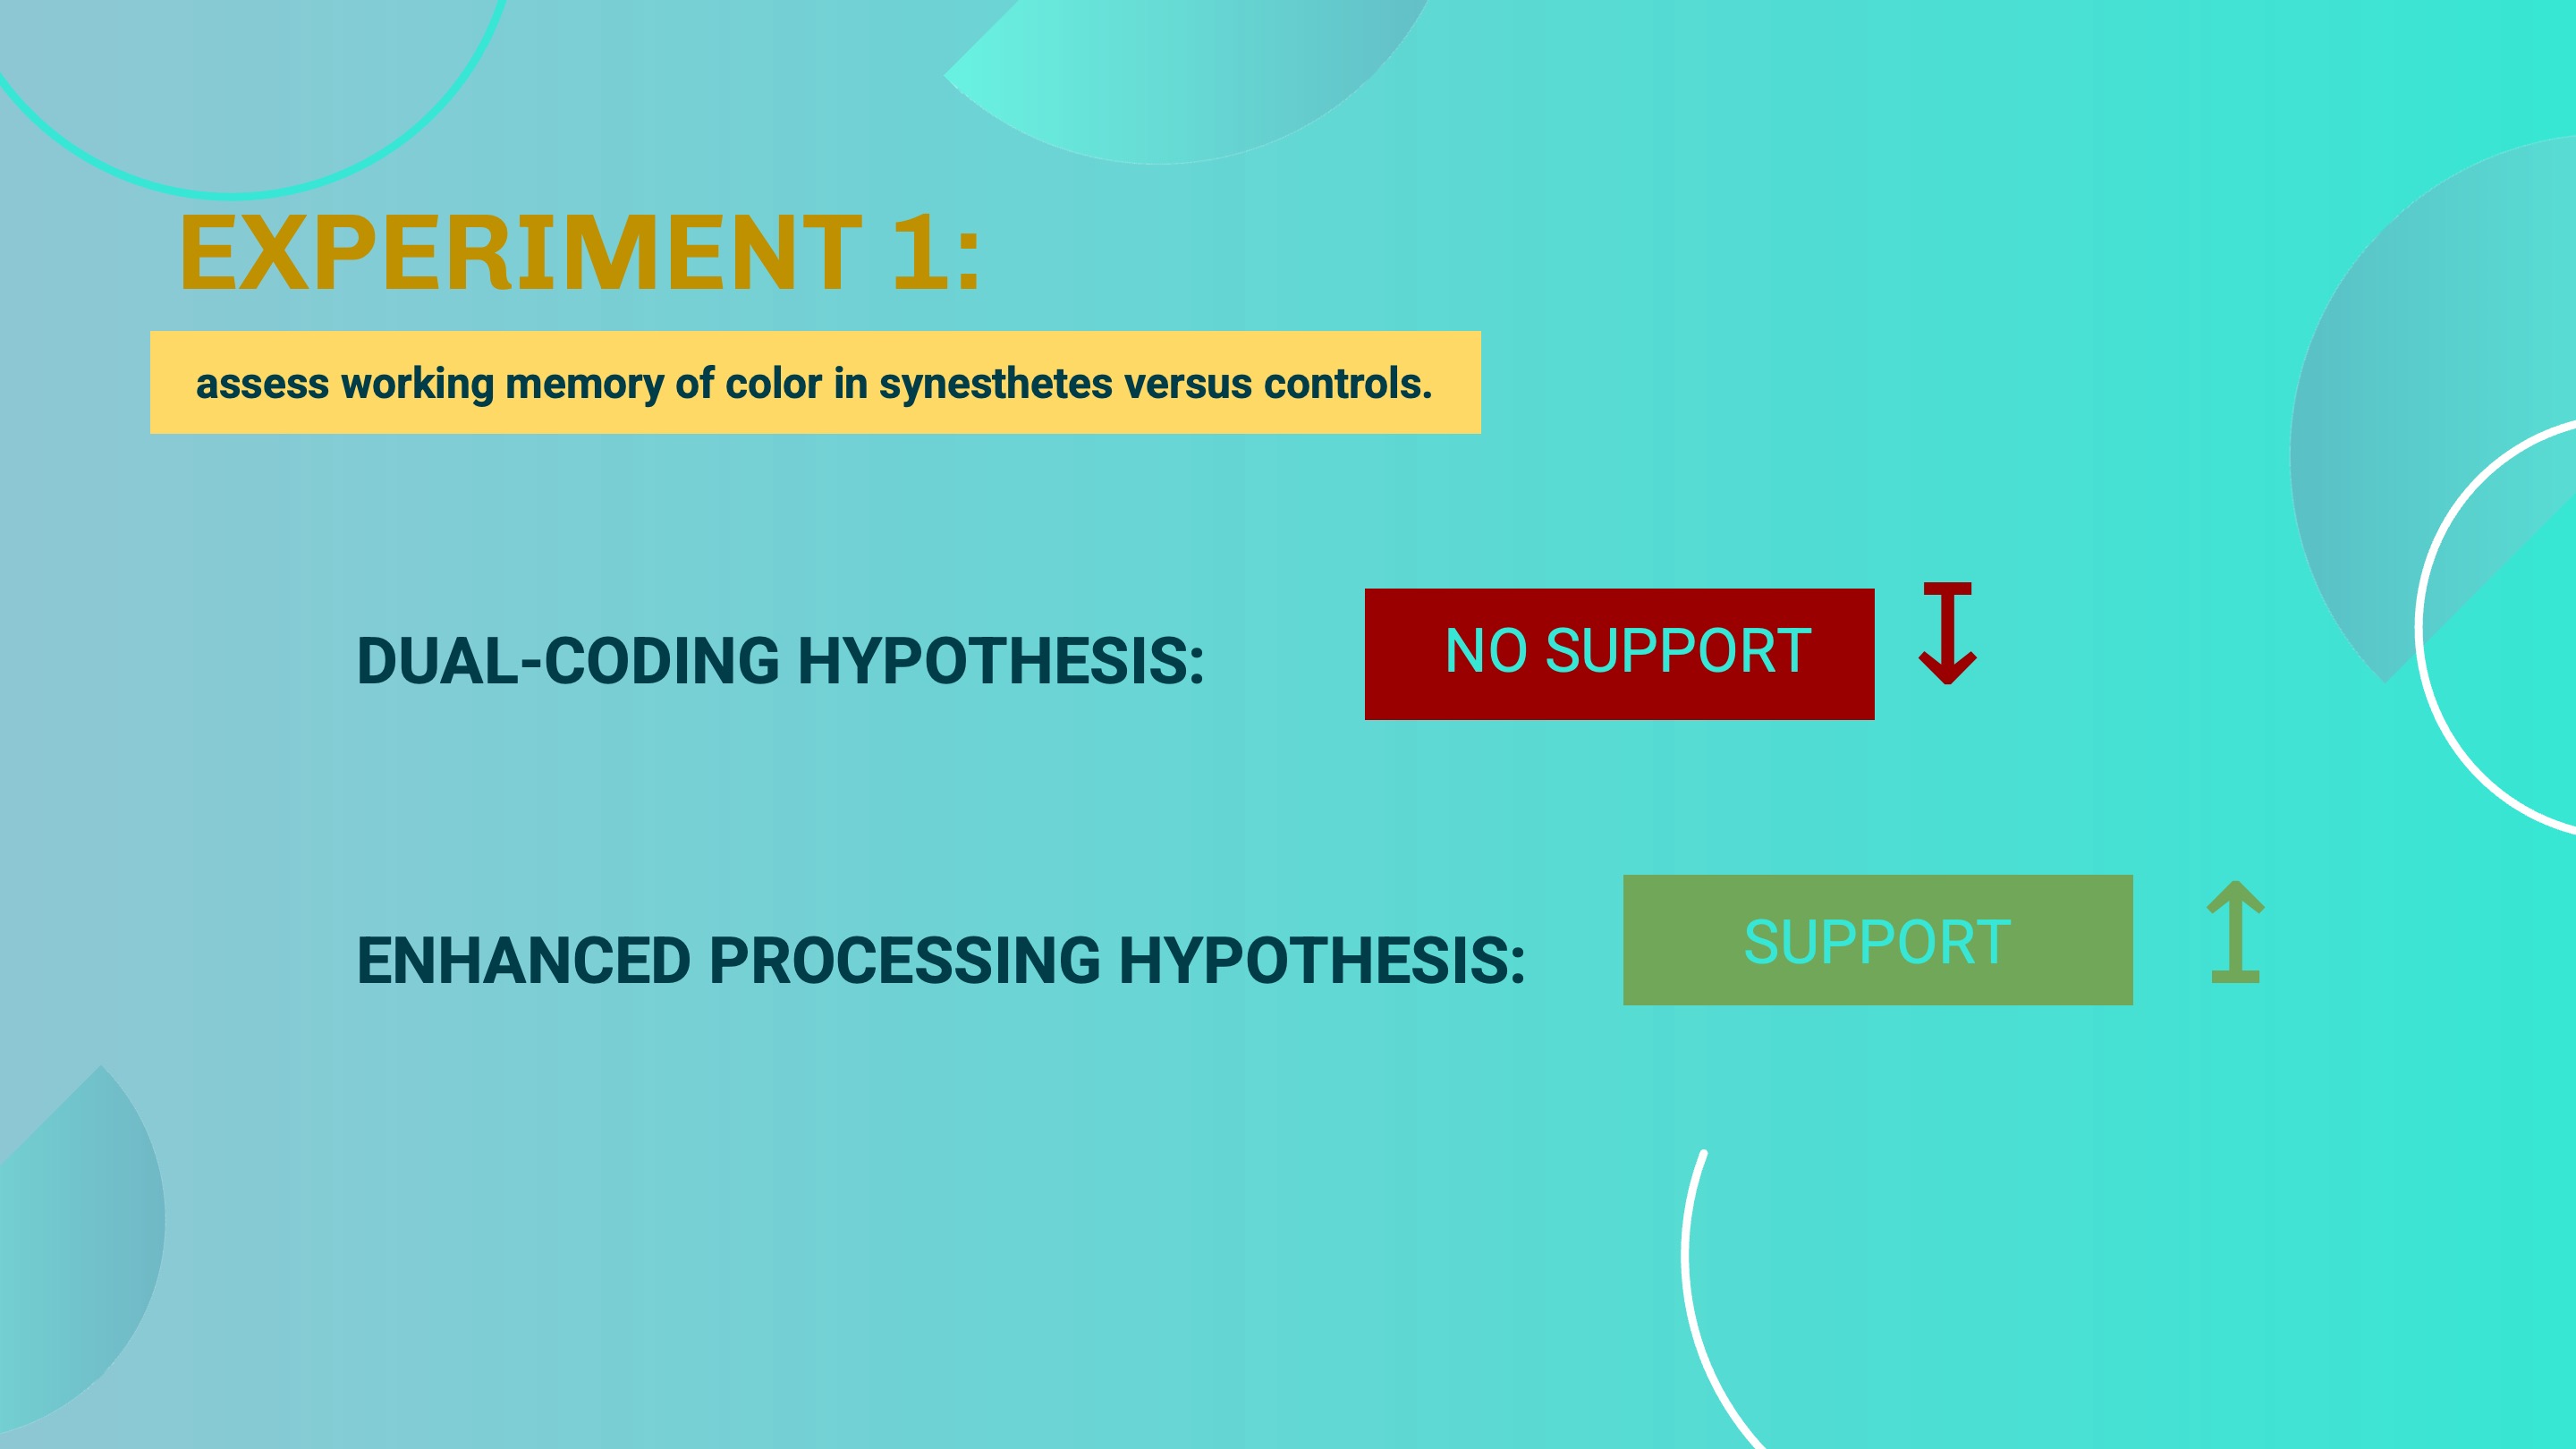 EXPERIMENT 1:
assess working memory of color in synesthetes versus controls.
DUAL-CODING HYPOTHESIS:
NO SUPPORT ↧
ENHANCED PROCESSING HYPOTHESIS:
SUPPORT ↥